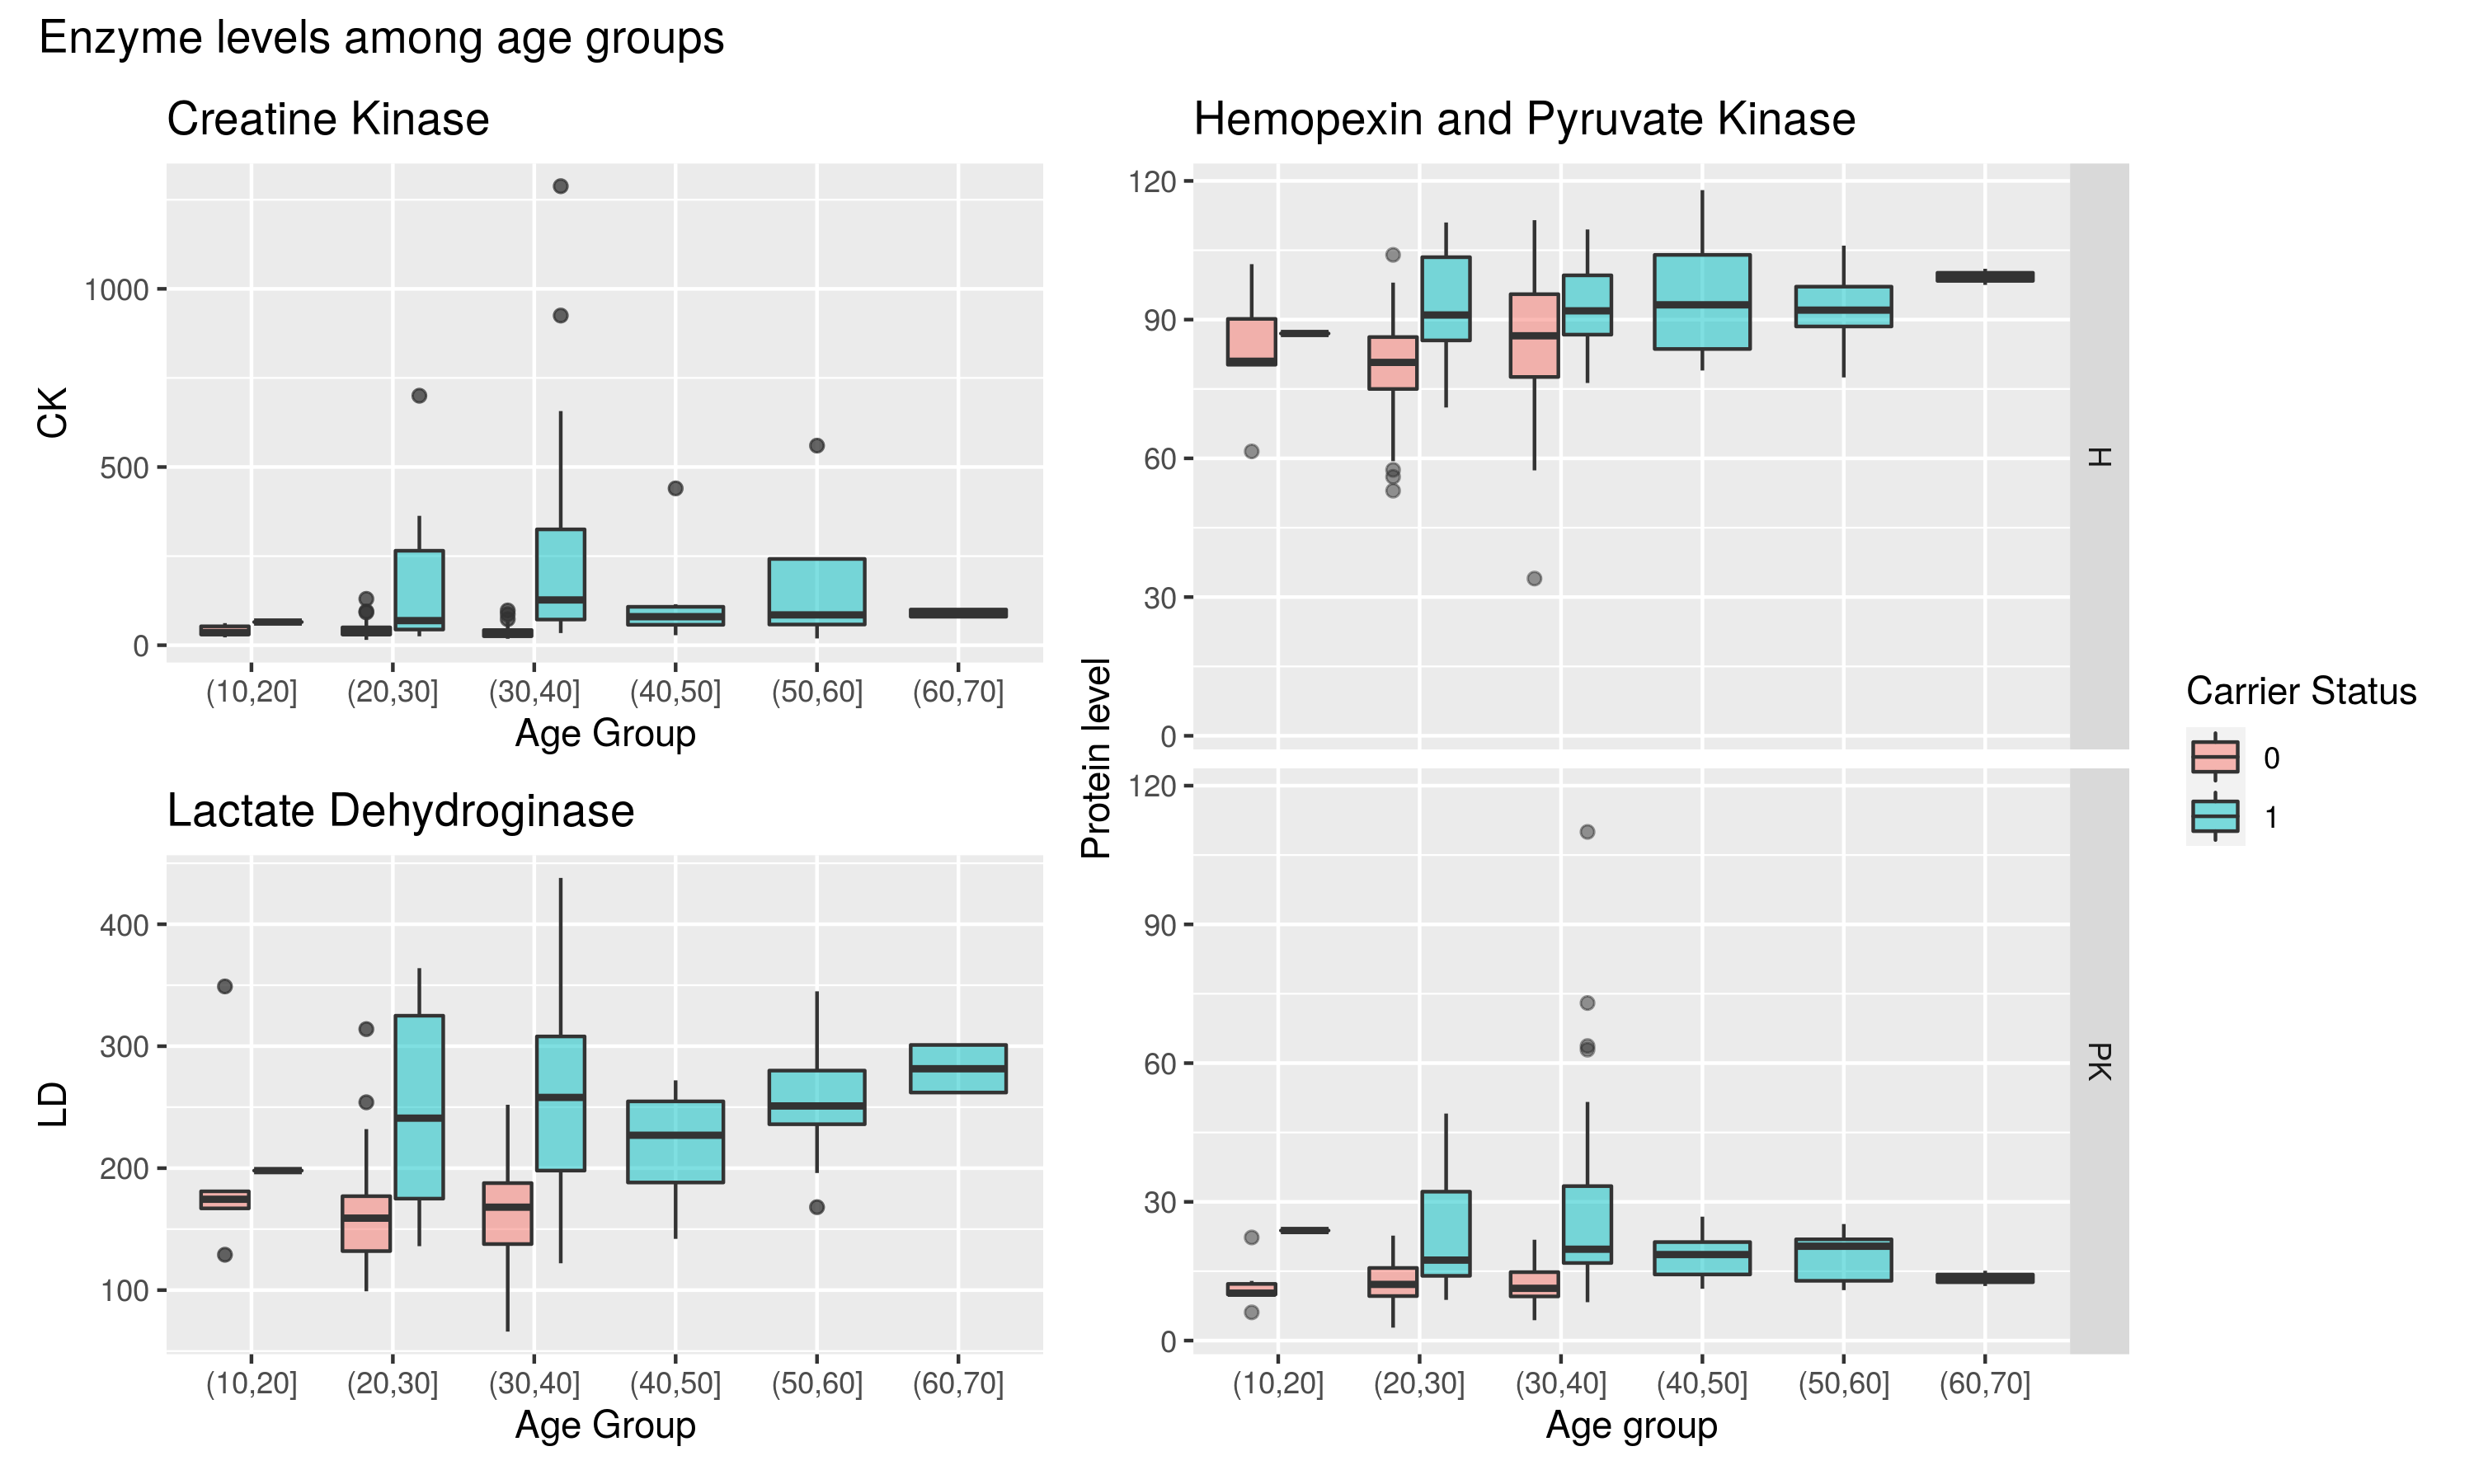 Enzyme levels among age groups
Creatine Kinase
CK
1000
500
0
(10,20] (20,30] (30,40] (40,50] (50,60] (60,70]
Age Group
Lactate Dehydroginase
LD
400
300
200
100
(10,20] (20,30] (30,40] (40,50] (50,60] (60,70]
Age Group
Hemopexin and Pyruvate Kinase
Protein level
120
90
60
30
0
H
120
90
60
30
0
PK
(10,20] (20,30] (30,40] (40,50] (50,60] (60,70]
Age group
Carrier Status
0
1